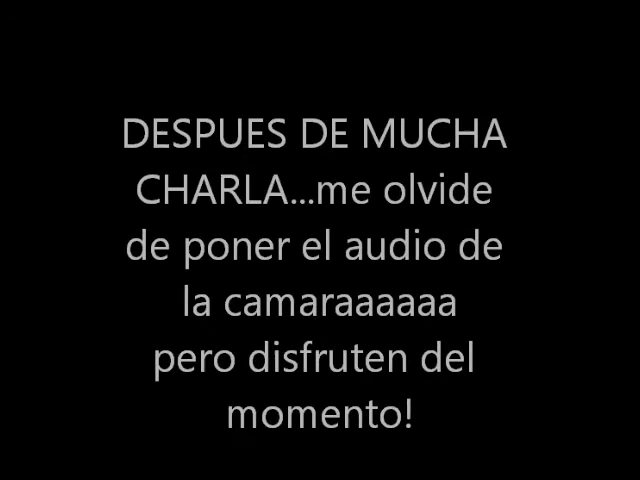 DESPUES DE MUCHA
CHARLA...me olvide
de poner el audio de
la camaraaaaaa
pero disfruten del
momento!